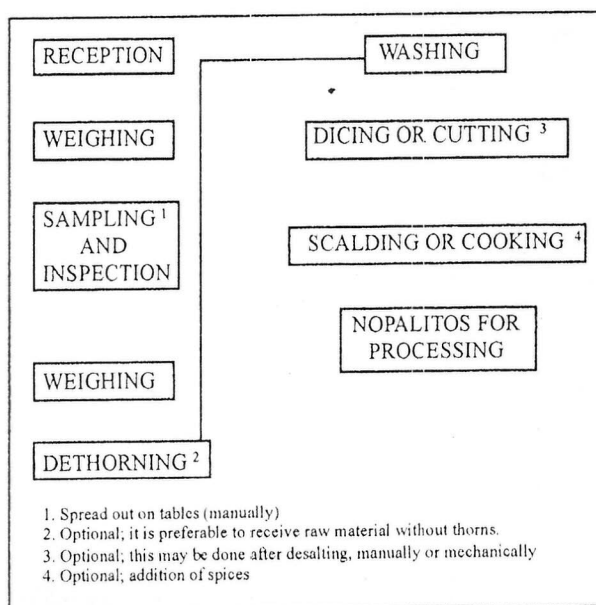 RECEPTION
WEIGHING
SAMPLING 1
AND
INSPECTION
WEIGHING
DETHORNING 2
WASHING
DICING OR CUTTING 3
SCALDING OR COOKING 4
NOPALITOS FOR
PROCESSING
1. Spread out on tables (manually)
2. Optional; it is preferable to receive raw material without thorns.
3. Optional; this may be done after desalting, manually or mechanically
4. Optional; addition of spices